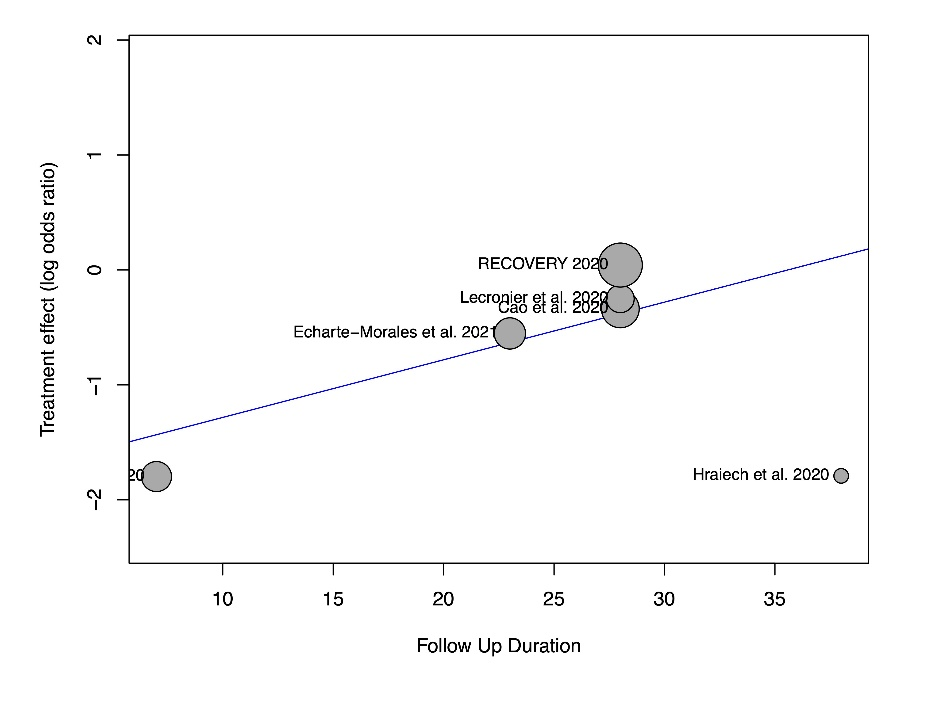 2
1
0
−1
−2
Treatment effect (log odds ratio)
RECOVERY 2020
Lecronier et al. 2020
Cao et al. 2020
Echarte−Morales et al. 2021
20
Hraiech et al. 2020
10 15 20 25 30 35
Follow Up Duration